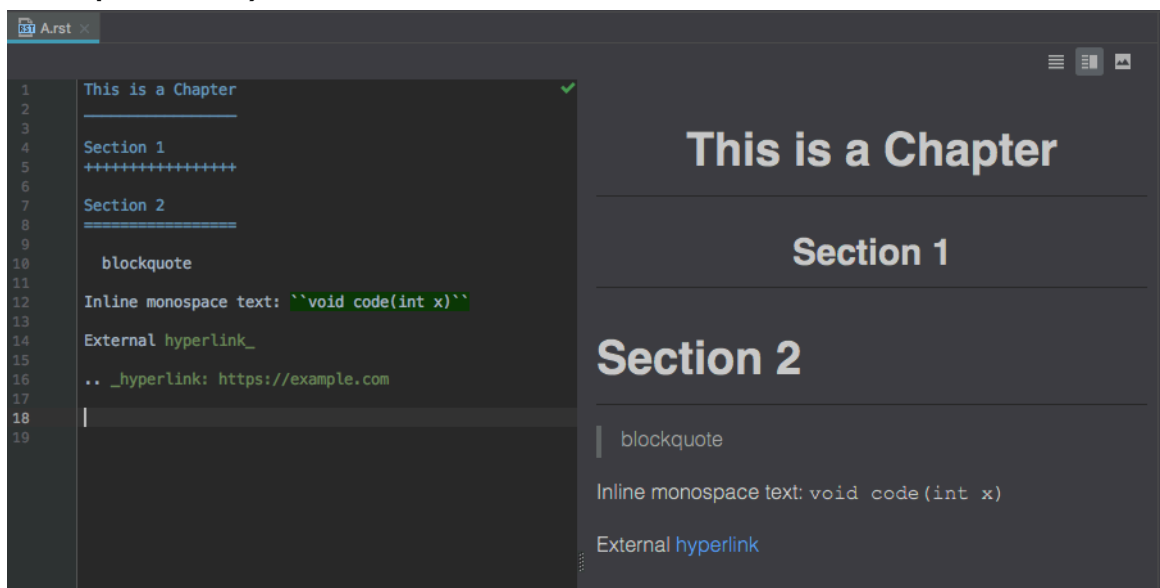 RST A.rst
1 This is a Chapter
2 _________________
3
4 Section 1
5 +++++++++++++++++
6
7 Section 2
8 =================
9
10   blockquote
11
12 Inline monospace text: ``void code(int x)``
13
14 External hyperlink_
15
16 .. _hyperlink: https://example.com
17
18
19
This is a Chapter
Section 1
Section 2
blockquote
Inline monospace text: void code(int x)
External hyperlink